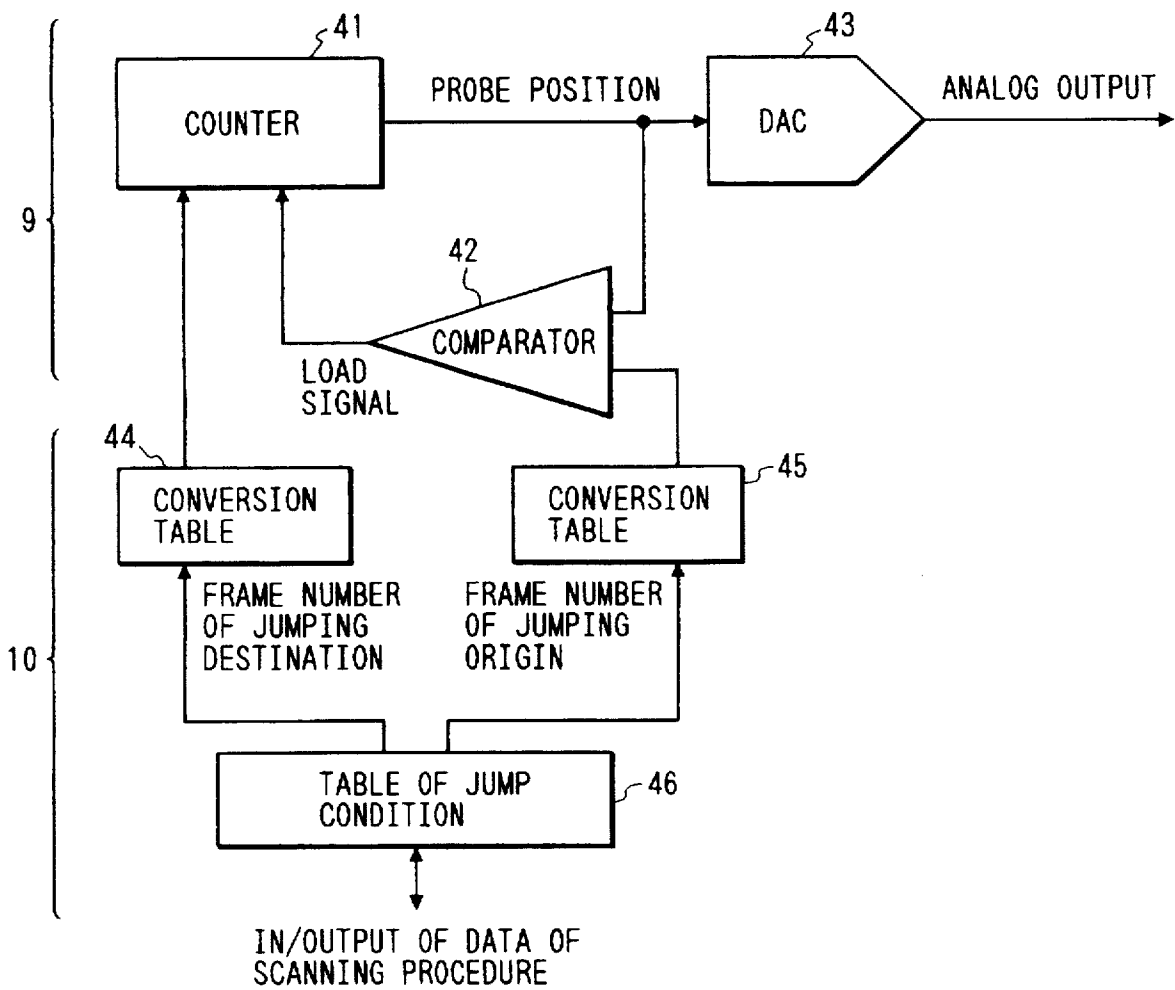 41
43
COUNTER
PROBE POSITION
DAC
ANALOG OUTPUT
9
42
COMPARATOR
LOAD
SIGNAL
44
45
CONVERSION
TABLE
CONVERSION
TABLE
FRAME NUMBER
OF JUMPING
DESTINATION
FRAME NUMBER
OF JUMPING
ORIGIN
10
TABLE OF JUMP
CONDITION
46
IN/OUTPUT OF DATA OF
SCANNING PROCEDURE